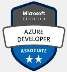 Microsoft
CERTIFIED
AZURE
DEVELOPER
ASSOCIATE